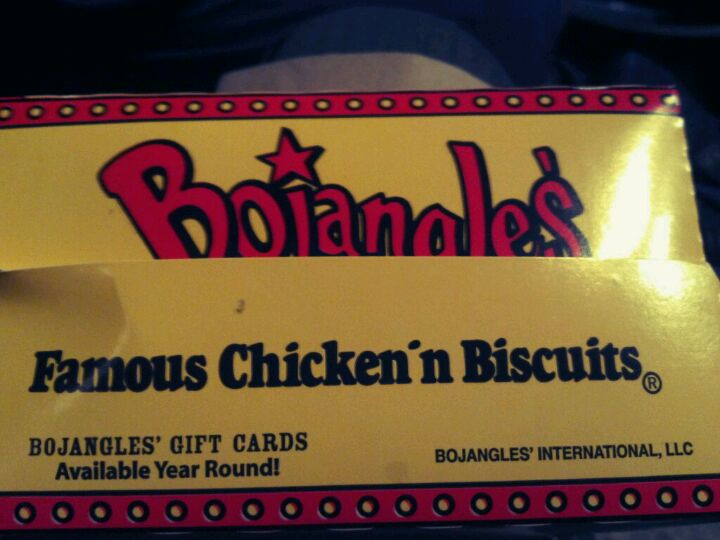 Bojangles'
Famous Chicken 'n Biscuits®
BOJANGLES' GIFT CARDS
Available Year Round!
BOJANGLES' INTERNATIONAL, LLC